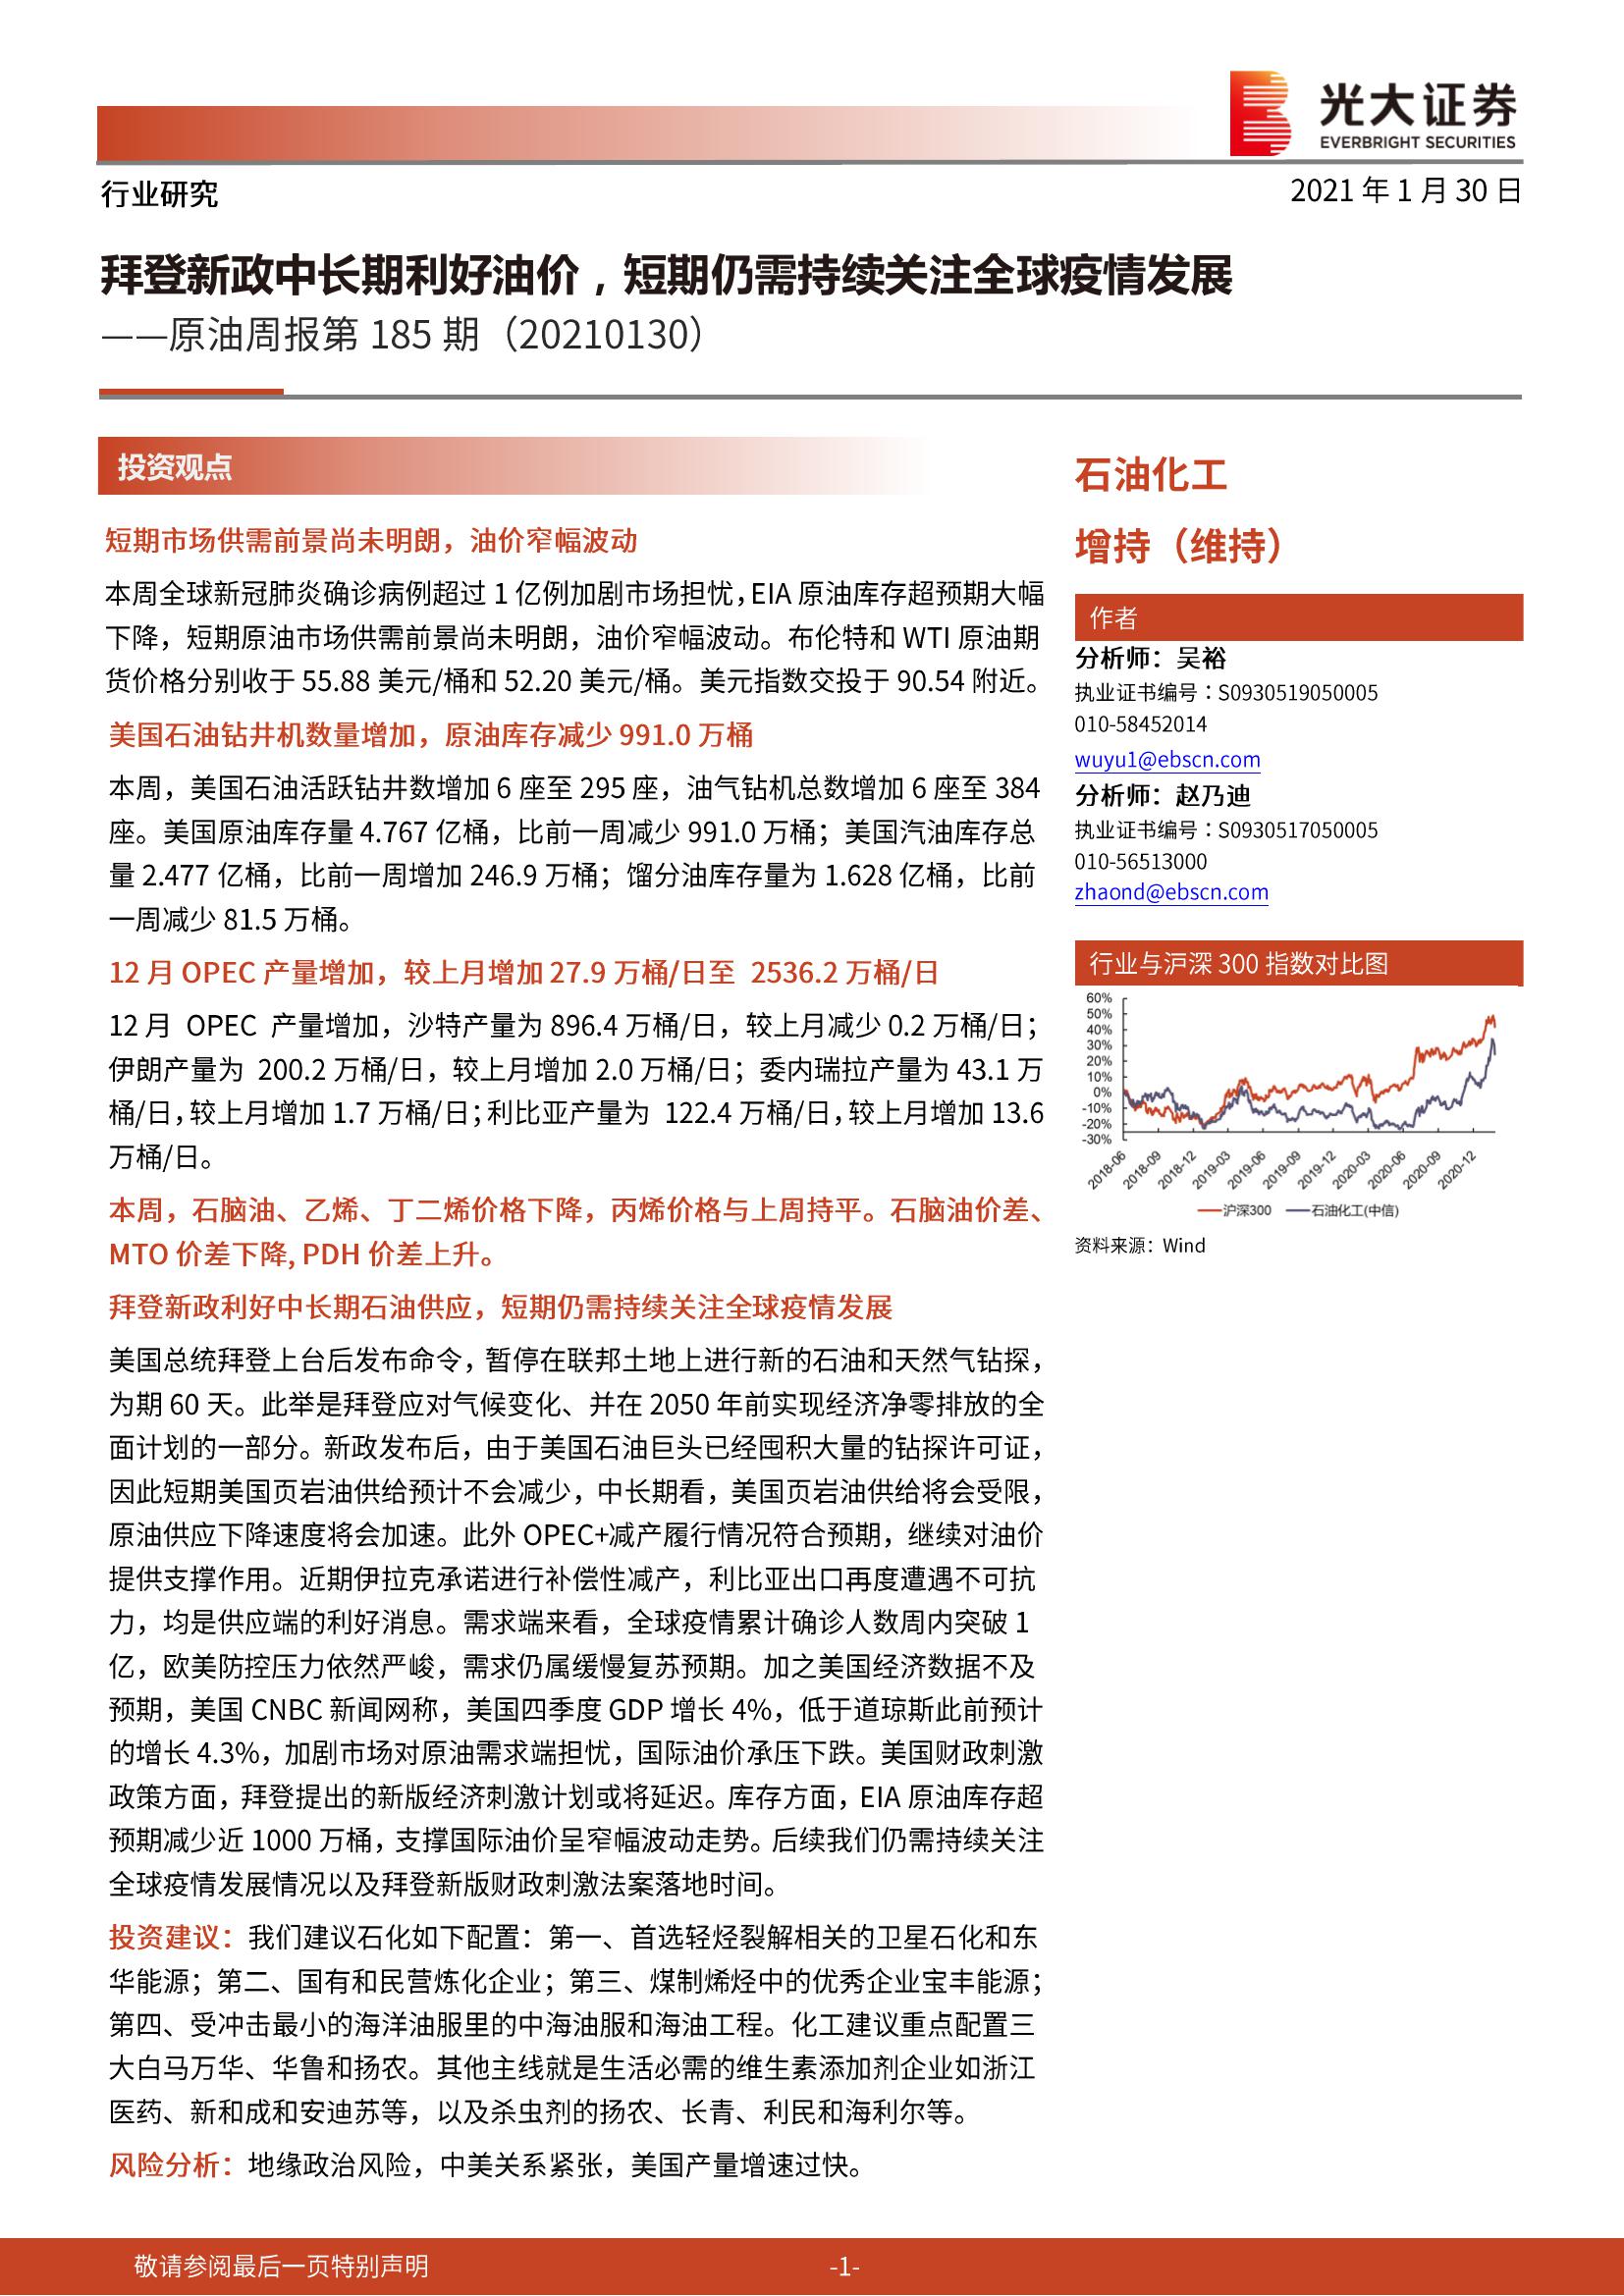 光大证券
EVERBRIGHT SECURITIES
行业研究
2021 年 1 月 30 日
拜登新政中长期利好油价，短期仍需持续关注全球疫情发展
——原油周报第 185 期（20210130）
投资观点
短期市场供需前景尚未明朗，油价窄幅波动
本周全球新冠肺炎确诊病例超过 1 亿例加剧市场担忧，EIA 原油库存超预期大幅
下降，短期原油市场供需前景尚未明朗，油价窄幅波动。布伦特和 WTI 原油期
货价格分别收于 55.88 美元/桶和 52.20 美元/桶。美元指数交投于 90.54 附近。
美国石油钻井机数量增加，原油库存减少 991.0 万桶
本周，美国石油活跃钻井数增加 6 座至 295 座，油气钻机总数增加 6 座至 384
座。美国原油库存量 4.767 亿桶，比前一周减少 991.0 万桶；美国汽油库存总
量 2.477 亿桶，比前一周增加 246.9 万桶；馏分油库存量为 1.628 亿桶，比前
一周减少 81.5 万桶。
12 月 OPEC 产量增加，较上月增加 27.9 万桶/日至 2536.2 万桶/日
12 月 OPEC 产量增加，沙特产量为 896.4 万桶/日，较上月减少 0.2 万桶/日；
伊朗产量为 200.2 万桶/日，较上月增加 2.0 万桶/日；委内瑞拉产量为 43.1 万
桶/日，较上月增加 1.7 万桶/日；利比亚产量为 122.4 万桶/日，较上月增加 13.6
万桶/日。
本周，石脑油、乙烯、丁二烯价格下降，丙烯价格与上周持平。石脑油价差、
MTO 价差下降, PDH 价差上升。
拜登新政利好中长期石油供应，短期仍需持续关注全球疫情发展
美国总统拜登上台后发布命令，暂停在联邦土地上进行新的石油和天然气钻探，
为期 60 天。此举是拜登应对气候变化、并在 2050 年前实现经济净零排放的全
面计划的一部分。新政发布后，由于美国石油巨头已经囤积大量的钻探许可证，
因此短期美国页岩油供给预计不会减少，中长期看，美国页岩油供给将会受限，
原油供应下降速度将会加速。此外 OPEC+减产履行情况符合预期，继续对油价
提供支撑作用。近期伊拉克承诺进行补偿性减产，利比亚出口再度遭遇不可抗
力，均是供应端的利好消息。需求端来看，全球疫情累计确诊人数周内突破 1
亿，欧美防控压力依然严峻，需求仍属缓慢复苏预期。加之美国经济数据不及
预期，美国 CNBC 新闻网称，美国四季度 GDP 增长 4%，低于道琼斯此前预计
的增长 4.3%，加剧市场对原油需求端担忧，国际油价承压下跌。美国财政刺激
政策方面，拜登提出的新版经济刺激计划或将延迟。库存方面，EIA 原油库存超
预期减少近 1000 万桶，支撑国际油价呈窄幅波动走势。后续我们仍需持续关注
全球疫情发展情况以及拜登新版财政刺激法案落地时间。
投资建议：我们建议石化如下配置：第一、首选轻烃裂解相关的卫星石化和东
华能源；第二、国有和民营炼化企业；第三、煤制烯烃中的优秀企业宝丰能源；
第四、受冲击最小的海洋油服里的中海油服和海油工程。化工建议重点配置三
大白马万华、华鲁和扬农。其他主线就是生活必需的维生素添加剂企业如浙江
医药、新和成和安迪苏等，以及杀虫剂的扬农、长青、利民和海利尔等。
风险分析：地缘政治风险，中美关系紧张，美国产量增速过快。
石油化工
增持（维持）
作者
分析师：吴裕
执业证书编号：S0930519050005
010-58452014
wuyu1@ebscn.com
分析师：赵乃迪
执业证书编号：S0930517050005
010-56513000
zhaond@ebscn.com
行业与沪深 300 指数对比图
60%
50%
40%
30%
20%
10%
0%
-10%
-20%
-30%
2018-06 2018-09 2018-12 2019-03 2019-06 2019-09 2019-12 2020-03 2020-06 2020-09 2020-12
沪深300 石油化工(中信)
资料来源：Wind
敬请参阅最后一页特别声明
-1-